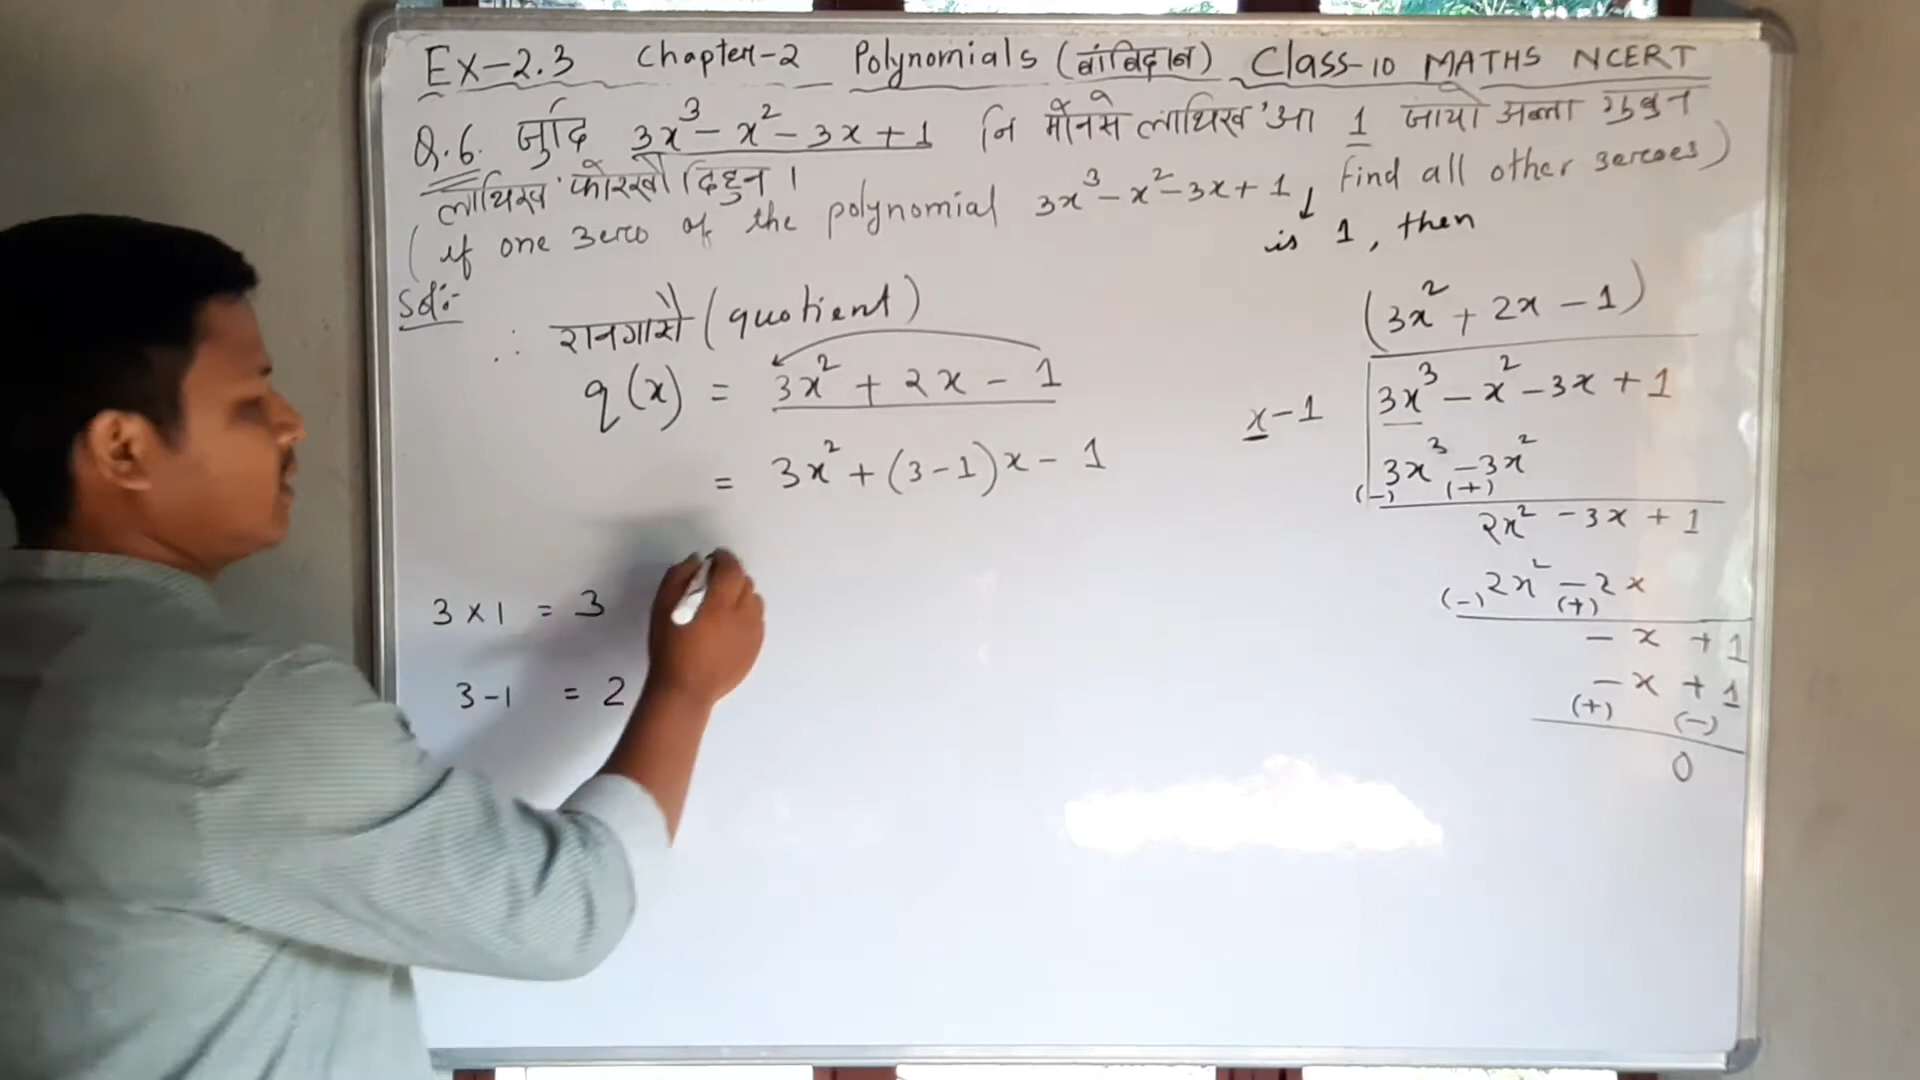 Ex-2.3 Chapter-2 Polynomials (बांबिदान) Class-10 MATHS NCERT
Q.6. जुदि 3x³ - x² - 3x + 1 नि मोनसे लाथिख'आ 1 जायो अब्ला गुबुन
लाथिख'फोरखौ दिहुन।
(if one zero of the polynomial 3x³ - x² - 3x + 1 ↓ find all other zeroes)
is 1, then
Solⁿ:-
∴ रानगासै (quotient)
q(x) = 3x² + 2x - 1
= 3x² + (3-1)x - 1
3 × 1 = 3
3 - 1 = 2
(3x² + 2x - 1)
x-1 3x³ - x² - 3x + 1
3x³ - 3x²
(-) (+)
2x² - 3x + 1
2x² - 2x
(-) (+)
- x + 1
- x + 1
(+) (-)
0